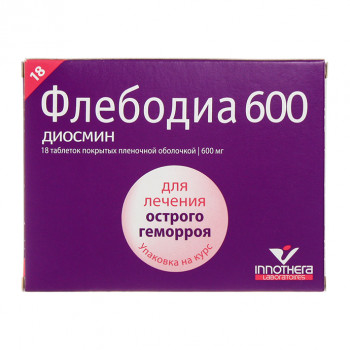 18
Флебодиа 600
ДИОСМИН
18 таблеток покрытых пленочной оболочкой | 600 мг
для
лечения
острого
геморроя
Упаковка на курс
INNOTHERA
LABORATOIRES